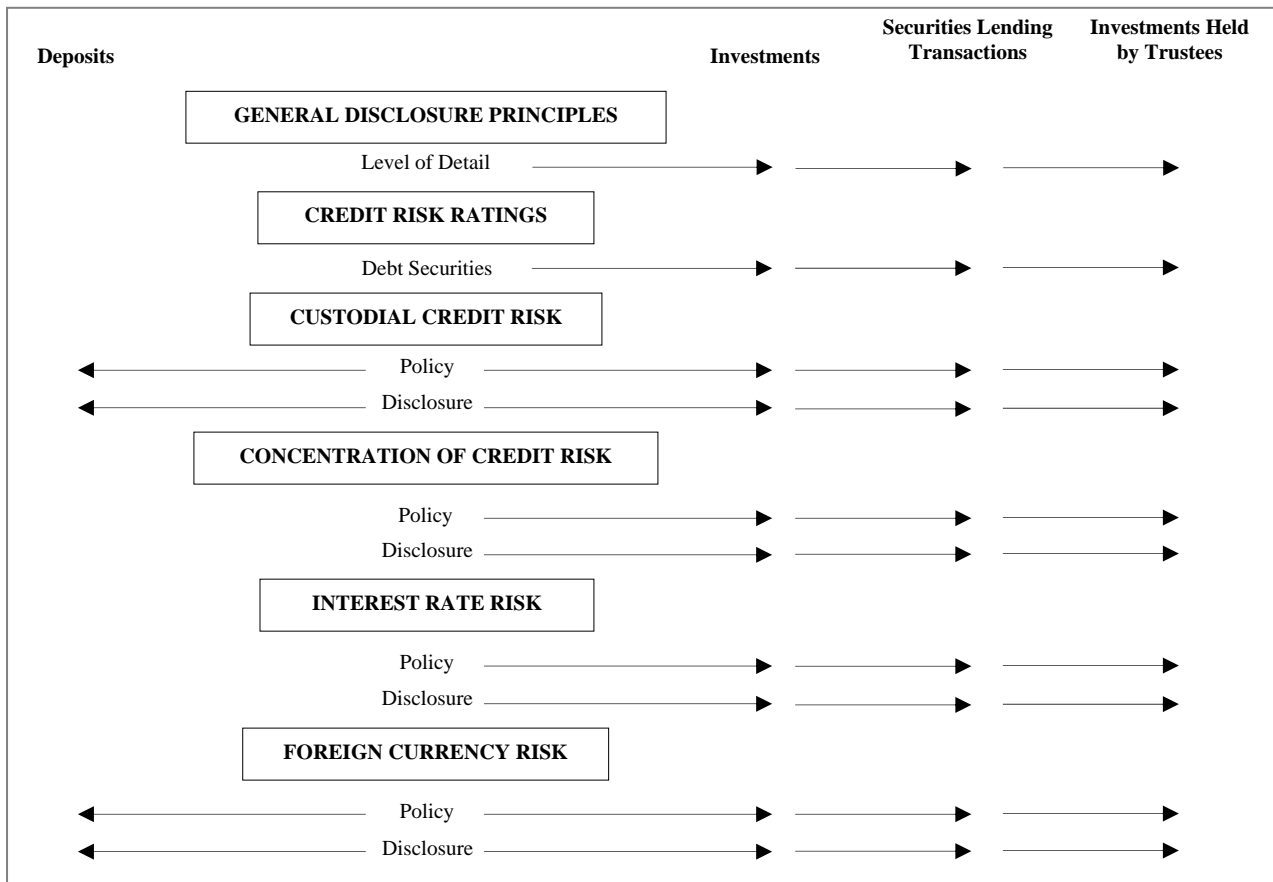 Deposits
Investments
Securities Lending
Transactions
Investments Held
by Trustees
GENERAL DISCLOSURE PRINCIPLES
Level of Detail
CREDIT RISK RATINGS
Debt Securities
CUSTODIAL CREDIT RISK
Policy
Disclosure
CONCENTRATION OF CREDIT RISK
Policy
Disclosure
INTEREST RATE RISK
Policy
Disclosure
FOREIGN CURRENCY RISK
Policy
Disclosure